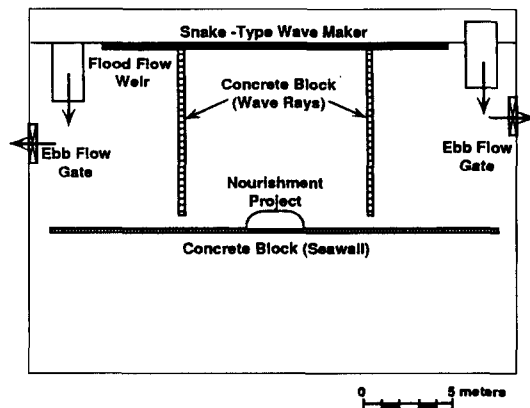 Snake -Type Wave Maker
Flood Flow
Weir
Concrete Block
(Wave Rays)
Ebb Flow
Gate
Ebb Flow
Gate
Nourishment
Project
Concrete Block (Seawall)
0 5 meters